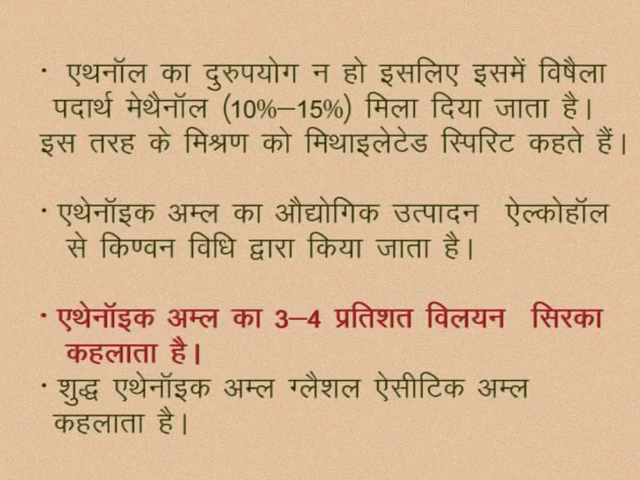 • एथनॉल का दुरुपयोग न हो इसलिए इसमें विषैला
पदार्थ मेथैनॉल (10%–15%) मिला दिया जाता है।
इस तरह के मिश्रण को मिथाइलेटेड स्पिरिट कहते हैं।
• एथेनॉइक अम्ल का औद्योगिक उत्पादन ऐल्कोहॉल
से किण्वन विधि द्वारा किया जाता है।
• एथेनॉइक अम्ल का 3–4 प्रतिशत विलयन सिरका
कहलाता है।
• शुद्ध एथेनॉइक अम्ल ग्लैशल ऐसीटिक अम्ल
कहलाता है।